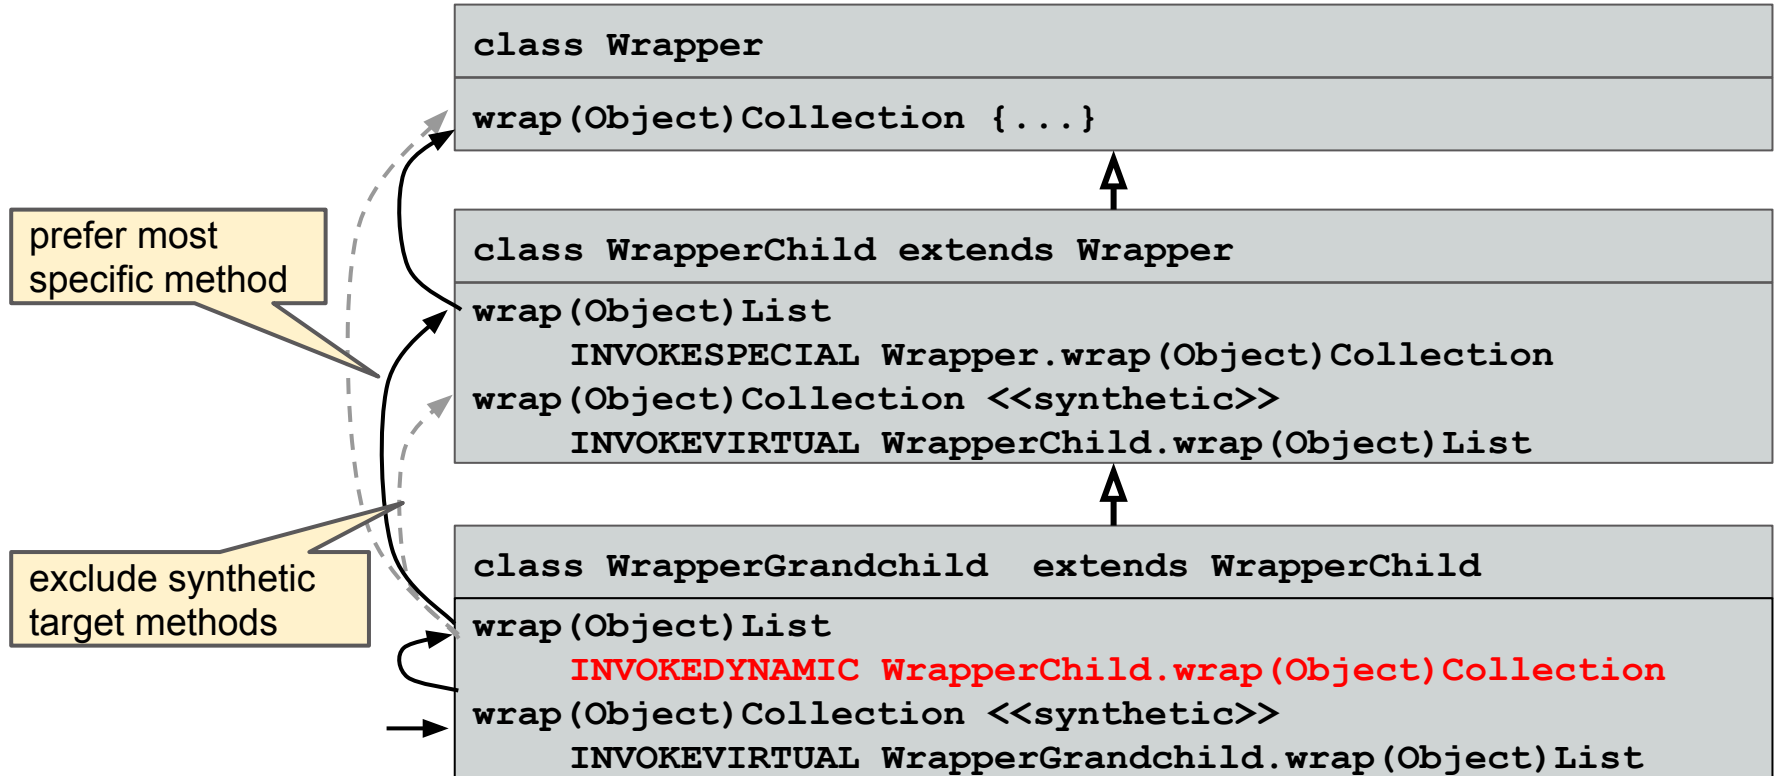 class Wrapper
wrap(Object)Collection {...}
prefer most
specific method
class WrapperChild extends Wrapper
wrap(Object)List
INVOKESPECIAL Wrapper.wrap(Object)Collection
wrap(Object)Collection <<synthetic>>
INVOKEVIRTUAL WrapperChild.wrap(Object)List
exclude synthetic
target methods
class WrapperGrandchild extends WrapperChild
wrap(Object)List
INVOKEDYNAMIC WrapperChild.wrap(Object)Collection
wrap(Object)Collection <<synthetic>>
INVOKEVIRTUAL WrapperGrandchild.wrap(Object)List